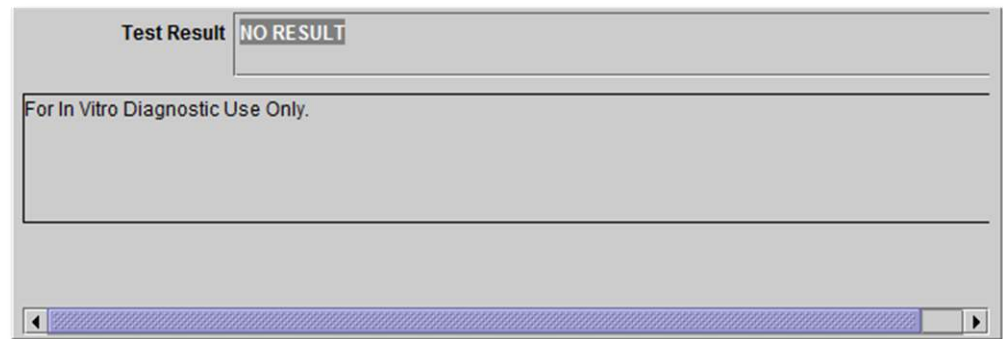 Test Result NO RESULT
For In Vitro Diagnostic Use Only.